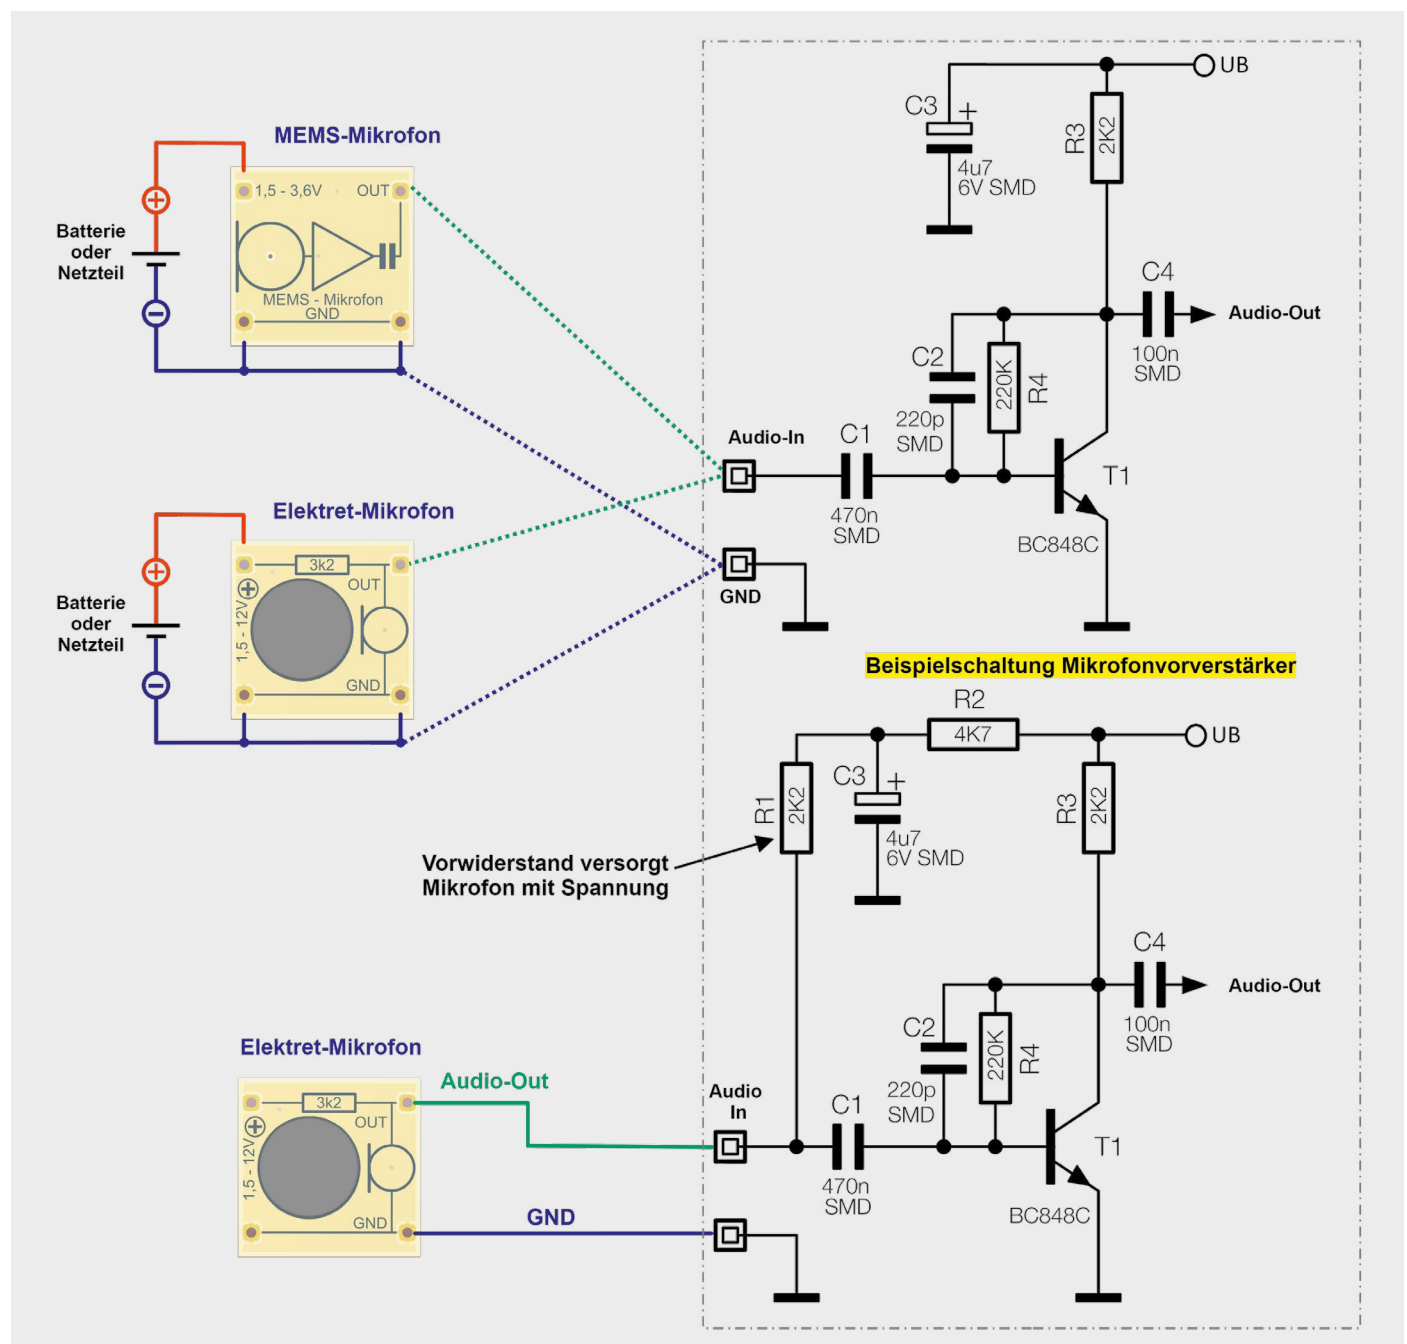 MEMS-Mikrofon
1,5 - 3,6V
OUT
MEMS - Mikrofon
GND
Batterie
oder
Netzteil
Elektret-Mikrofon
3k2
OUT
1,5 - 12V
GND
Batterie
oder
Netzteil
UB
C3
+
4u7
6V SMD
R3
2K2
C4
100n
SMD
Audio-Out
C2
220p
SMD
220K
R4
Audio-In
C1
470n
SMD
T1
BC848C
GND
Beispielschaltung Mikrofonvorverstärker
R2
4K7
UB
R1
2K2
C3
+
4u7
6V SMD
R3
2K2
Vorwiderstand versorgt
Mikrofon mit Spannung
C4
100n
SMD
Audio-Out
C2
220p
SMD
220K
R4
Elektret-Mikrofon
3k2
OUT
1,5 - 12V
GND
Audio-Out
GND
Audio
In
C1
470n
SMD
T1
BC848C